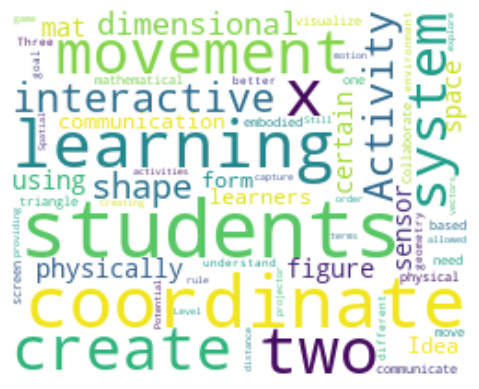 game
Three
mat dimensional visualize
movement
goal
Spatial
mathematical better
motion
one
interactive x
communication embodied Still
learning
certain
Activity
Collaborate
environment
system
space
explore
using shape form
activities
capture
learners
triangle creating order
providing
students
sensor
geometry
vectors
based
terms allowed
screen physically understand figure physical
Potential
rule
Level
projector
different
need
coordinate
move
create two Idea
distance
communicate